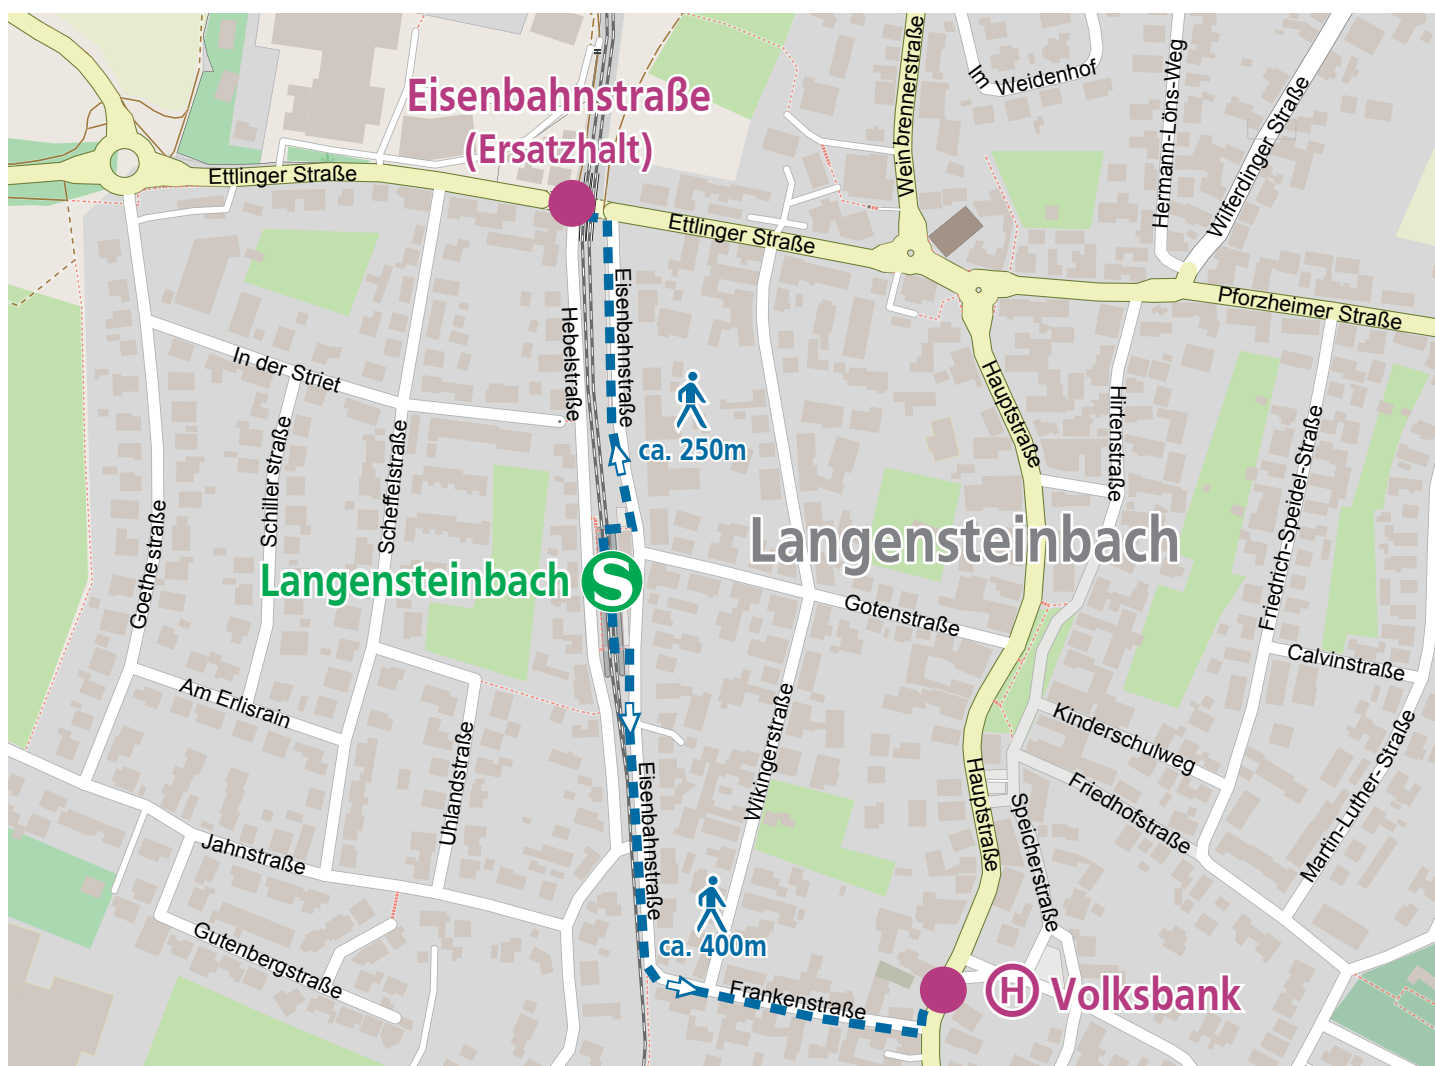 Eisenbahnstraße
(Ersatzhalt)
Ettlinger Straße
Ettlinger Straße
Weinbrennerstraße
Im
Weidenhof
Hermann-Löns-Weg
Wilferdinger Straße
Pforzheimer Straße
Eisenbahnstraße
Hebelstraße
In der Striet
Schiller straße
Scheffelstraße
Goethestraße
ca. 250m
Hauptstraße
Hirtenstraße
Friedrich-Speidel-Straße
Langensteinbach
Langensteinbach
S
Gotenstraße
Calvinstraße
Am Erlisrain
Uhlandstraße
Wikingerstraße
Kinderschulweg
Friedhofstraße
Martin-Luther-Straße
Eisenbahnstraße
Hauptstraße
Speicherstraße
Jahnstraße
Gutenbergstraße
ca. 400m
Frankenstraße
H Volksbank